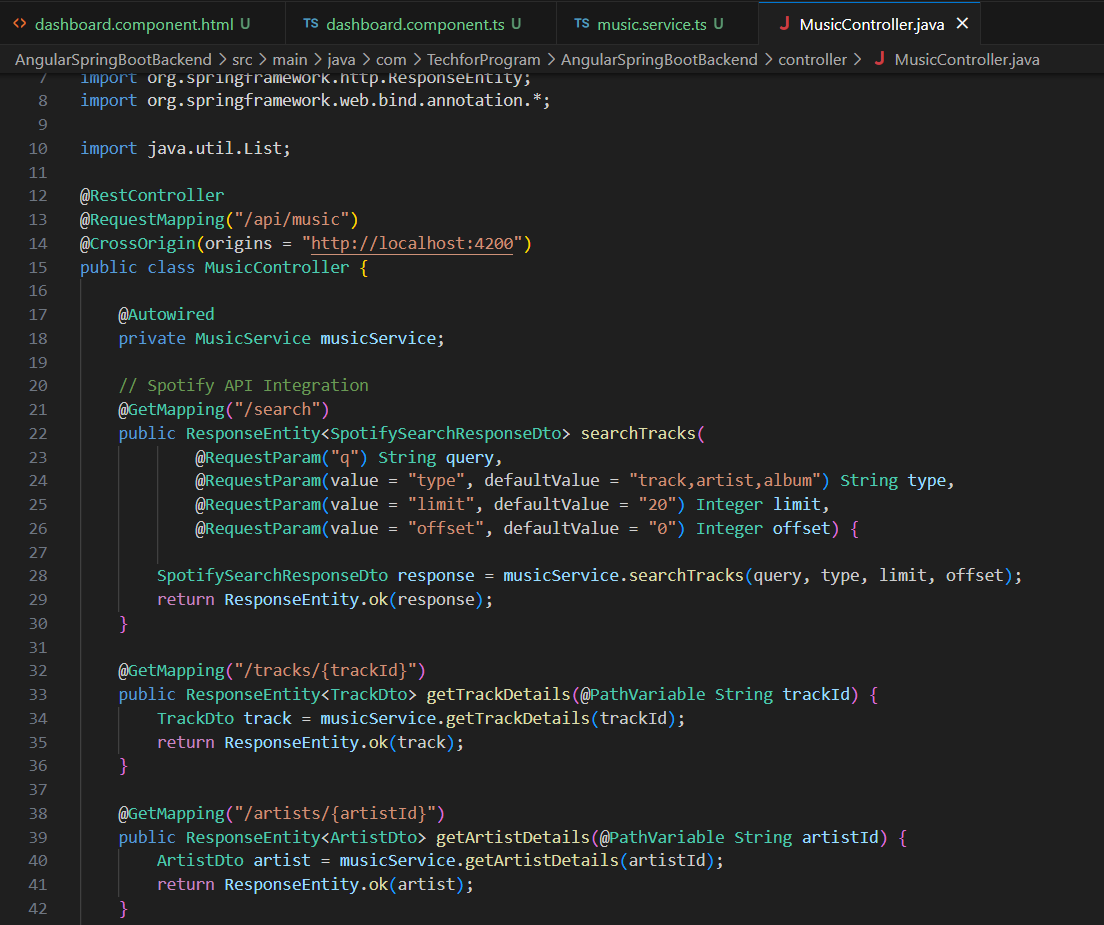 <> dashboard.component.html U TS dashboard.component.ts U TS music.service.ts U J MusicController.java ✕
AngularSpringBootBackend > src > main > java > com > TechforProgram > AngularSpringBootBackend > controller > J MusicController.java
7 import org.springframework.http.ResponseEntity;
8 import org.springframework.web.bind.annotation.*;
9
10 import java.util.List;
11
12 @RestController
13 @RequestMapping("/api/music")
14 @CrossOrigin(origins = "http://localhost:4200")
15 public class MusicController {
16
17 @Autowired
18 private MusicService musicService;
19
20 // Spotify API Integration
21 @GetMapping("/search")
22 public ResponseEntity<SpotifySearchResponseDto> searchTracks(
23 @RequestParam("q") String query,
24 @RequestParam(value = "type", defaultValue = "track,artist,album") String type,
25 @RequestParam(value = "limit", defaultValue = "20") Integer limit,
26 @RequestParam(value = "offset", defaultValue = "0") Integer offset) {
27
28 SpotifySearchResponseDto response = musicService.searchTracks(query, type, limit, offset);
29 return ResponseEntity.ok(response);
30 }
31
32 @GetMapping("/tracks/{trackId}")
33 public ResponseEntity<TrackDto> getTrackDetails(@PathVariable String trackId) {
34 TrackDto track = musicService.getTrackDetails(trackId);
35 return ResponseEntity.ok(track);
36 }
37
38 @GetMapping("/artists/{artistId}")
39 public ResponseEntity<ArtistDto> getArtistDetails(@PathVariable String artistId) {
40 ArtistDto artist = musicService.getArtistDetails(artistId);
41 return ResponseEntity.ok(artist);
42 }